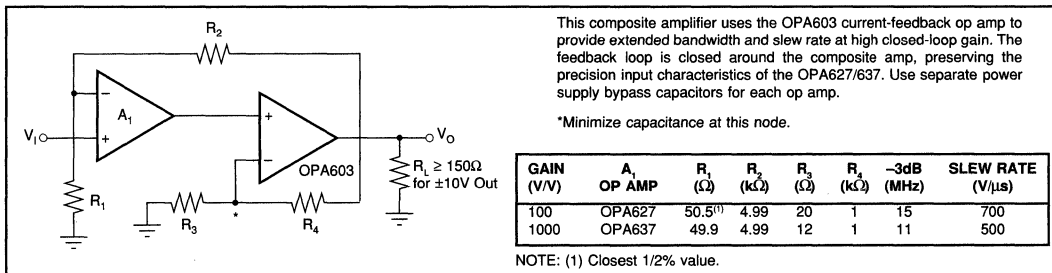 R2
−
A1
+
VI
R1
+
−
OPA603
VO
RL ≥ 150Ω
for ±10V Out
R3
*
R4
This composite amplifier uses the OPA603 current-feedback op amp to
provide extended bandwidth and slew rate at high closed-loop gain. The
feedback loop is closed around the composite amp, preserving the
precision input characteristics of the OPA627/637. Use separate power
supply bypass capacitors for each op amp.
*Minimize capacitance at this node.
GAIN A1 R1 R2 R3 R4 –3dB SLEW RATE
(V/V) OP AMP (Ω) (kΩ) (Ω) (kΩ) (MHz) (V/µs)
100 OPA627 50.5(1) 4.99 20 1 15 700
1000 OPA637 49.9 4.99 12 1 11 500
NOTE: (1) Closest 1/2% value.